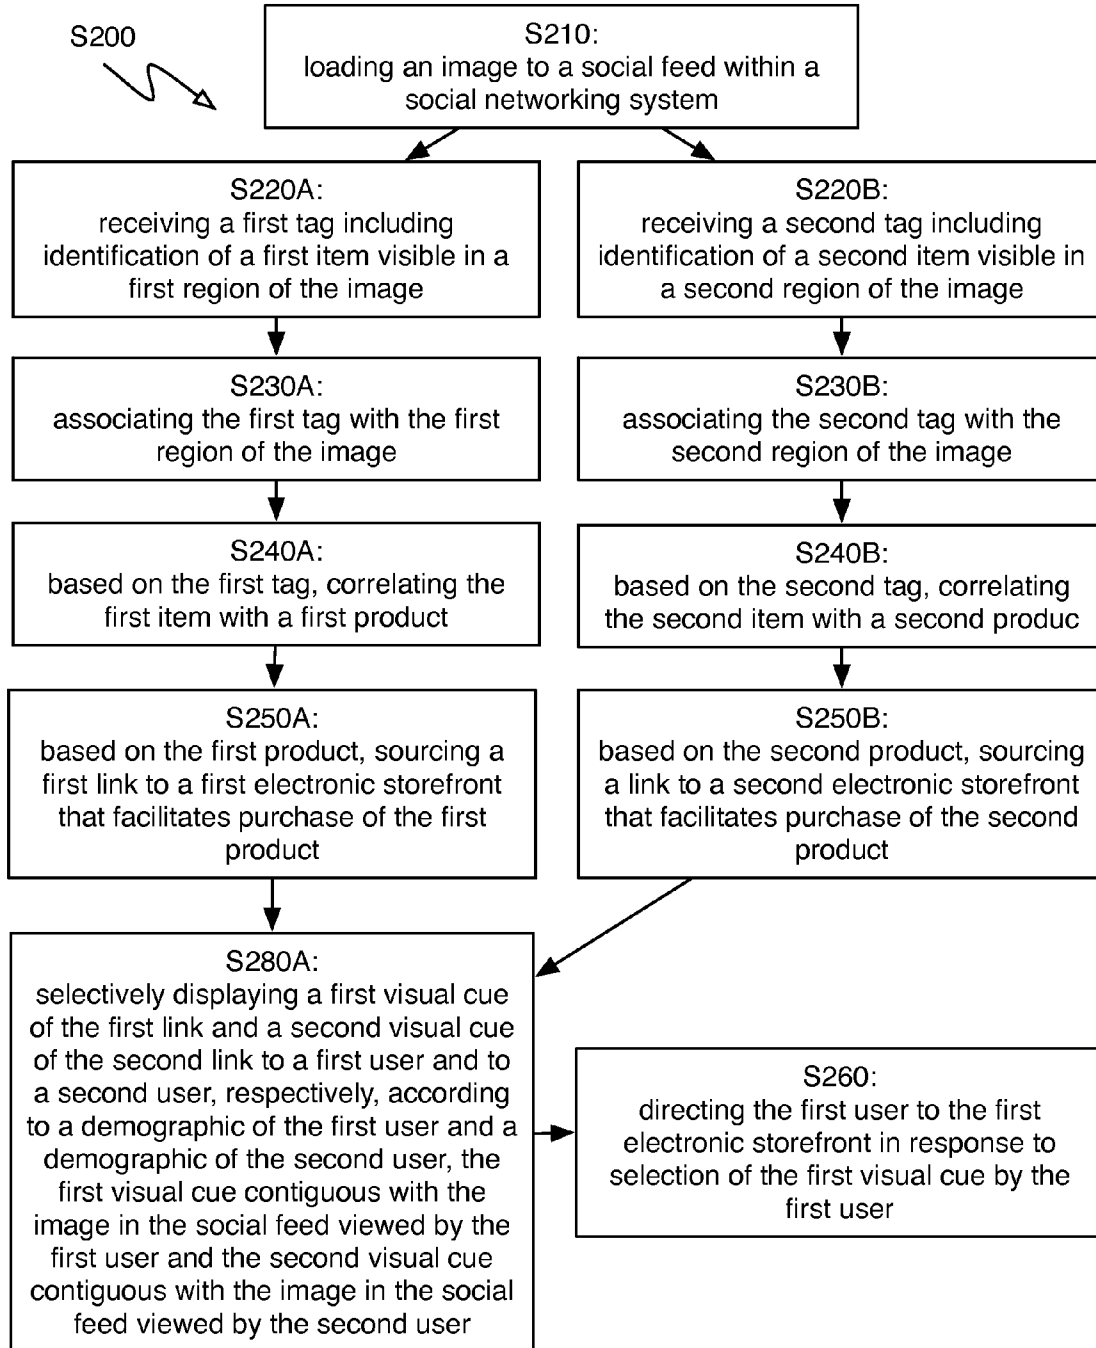 S200
S210:
loading an image to a social feed within a
social networking system
S220A:
receiving a first tag including
identification of a first item visible in a
first region of the image
S220B:
receiving a second tag including
identification of a second item visible in
a second region of the image
S230A:
associating the first tag with the first
region of the image
S230B:
associating the second tag with the
second region of the image
S240A:
based on the first tag, correlating the
first item with a first product
S240B:
based on the second tag, correlating
the second item with a second produc
S250A:
based on the first product, sourcing a
first link to a first electronic storefront
that facilitates purchase of the first
product
S250B:
based on the second product, sourcing
a link to a second electronic storefront
that facilitates purchase of the second
product
S280A:
selectively displaying a first visual cue
of the first link and a second visual cue
of the second link to a first user and to
a second user, respectively, according
to a demographic of the first user and a
demographic of the second user, the
first visual cue contiguous with the
image in the social feed viewed by the
first user and the second visual cue
contiguous with the image in the social
feed viewed by the second user
S260:
directing the first user to the first
electronic storefront in response to
selection of the first visual cue by the
first user